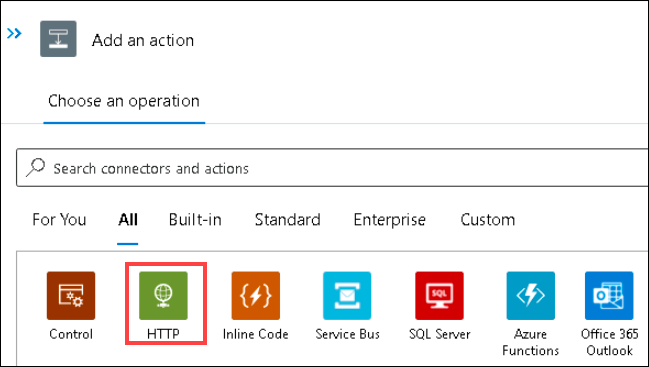 Add an action
Choose an operation
Search connectors and actions
For You All Built-in Standard Enterprise Custom
SQL
Control HTTP Inline Code Service Bus SQL Server Azure Functions Office 365 Outlook